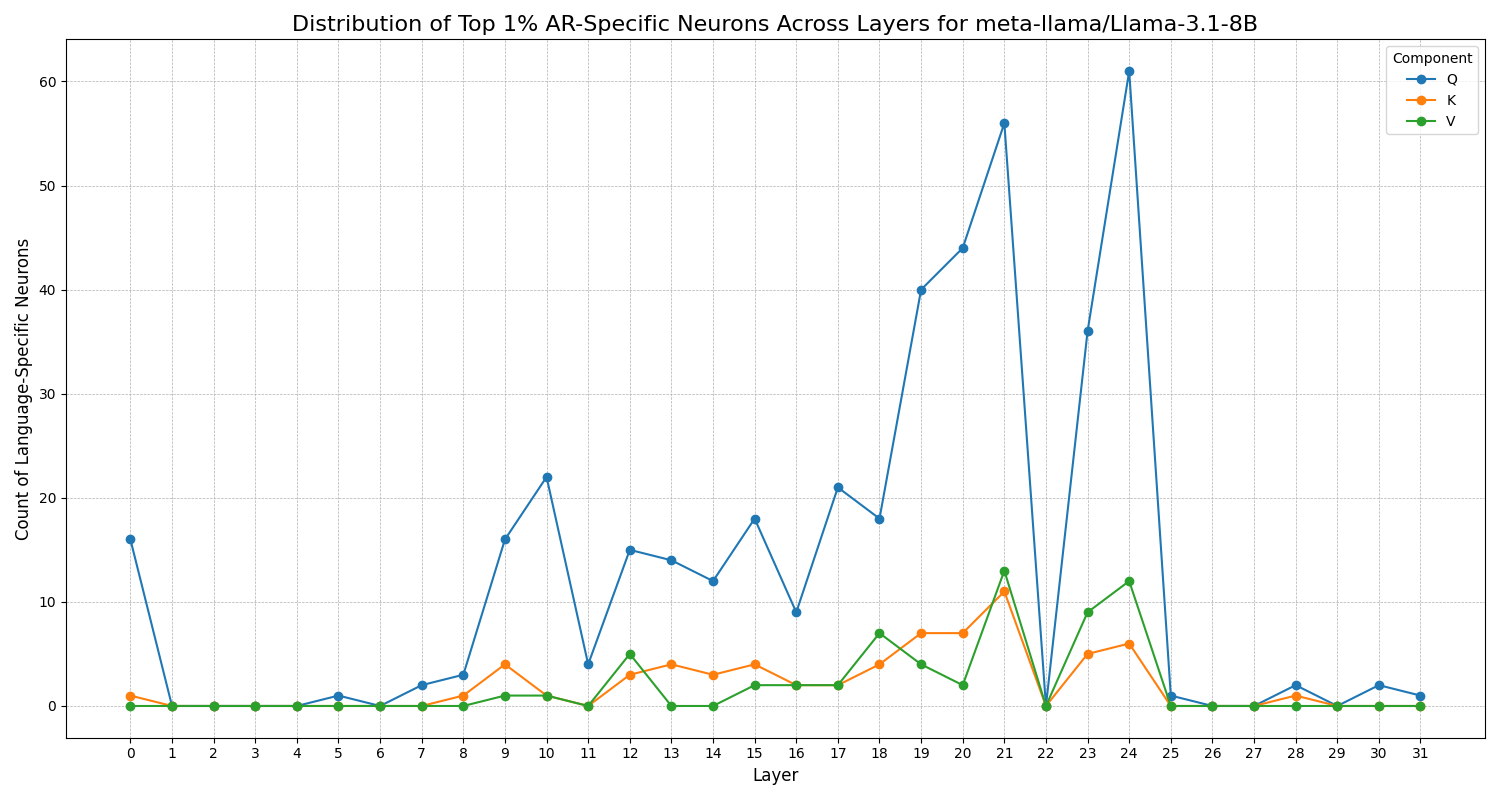 Distribution of Top 1% AR-Specific Neurons Across Layers for meta-llama/Llama-3.1-8B
Component
Q
K
V
Count of Language-Specific Neurons
60
50
40
30
20
10
0
0 1 2 3 4 5 6 7 8 9 10 11 12 13 14 15 16 17 18 19 20 21 22 23 24 25 26 27 28 29 30 31
Layer